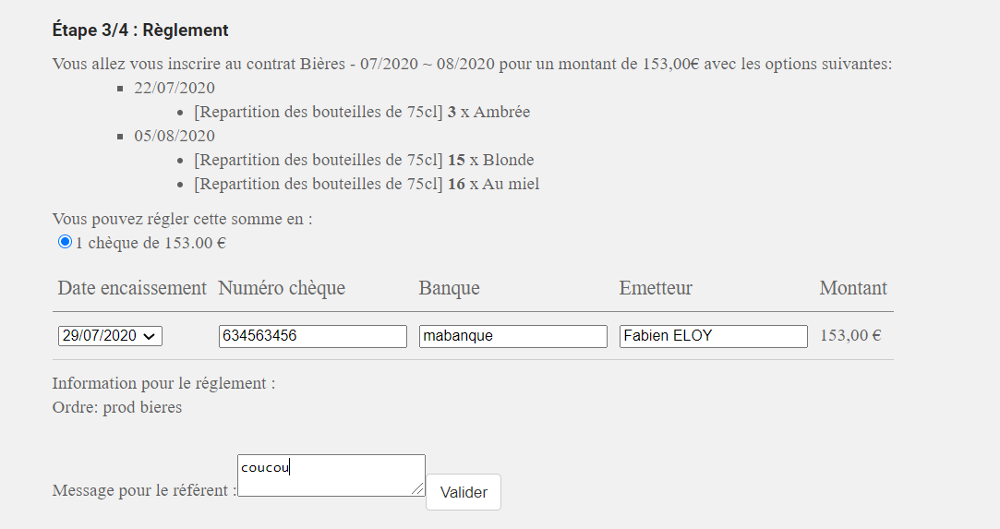 Étape 3/4 : Règlement
Vous allez vous inscrire au contrat Bières - 07/2020 ~ 08/2020 pour un montant de 153,00€ avec les options suivantes:
22/07/2020
[Repartition des bouteilles de 75cl] 3 x Ambrée
05/08/2020
[Repartition des bouteilles de 75cl] 15 x Blonde
[Repartition des bouteilles de 75cl] 16 x Au miel
Vous pouvez régler cette somme en :
1 chèque de 153.00 €
Date encaissement Numéro chèque Banque Emetteur Montant
29/07/2020 634563456 mabanque Fabien ELOY 153,00 €
Information pour le réglement :
Ordre: prod bieres
coucou
Message pour le référent : Valider